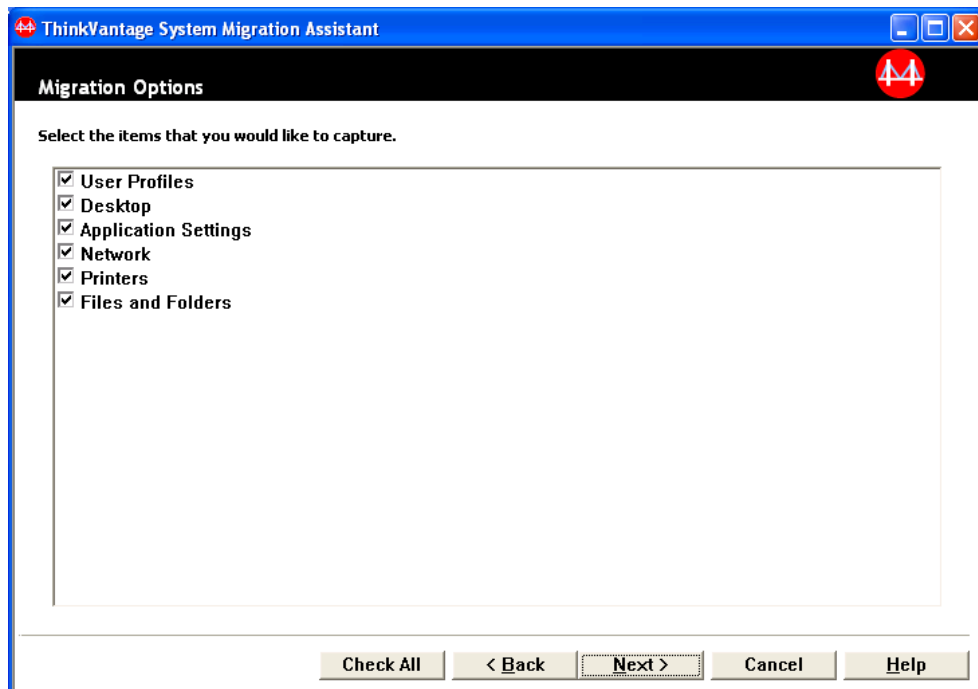 ThinkVantage System Migration Assistant
Migration Options
Select the items that you would like to capture.
User Profiles
Desktop
Application Settings
Network
Printers
Files and Folders
Check All < Back Next > Cancel Help